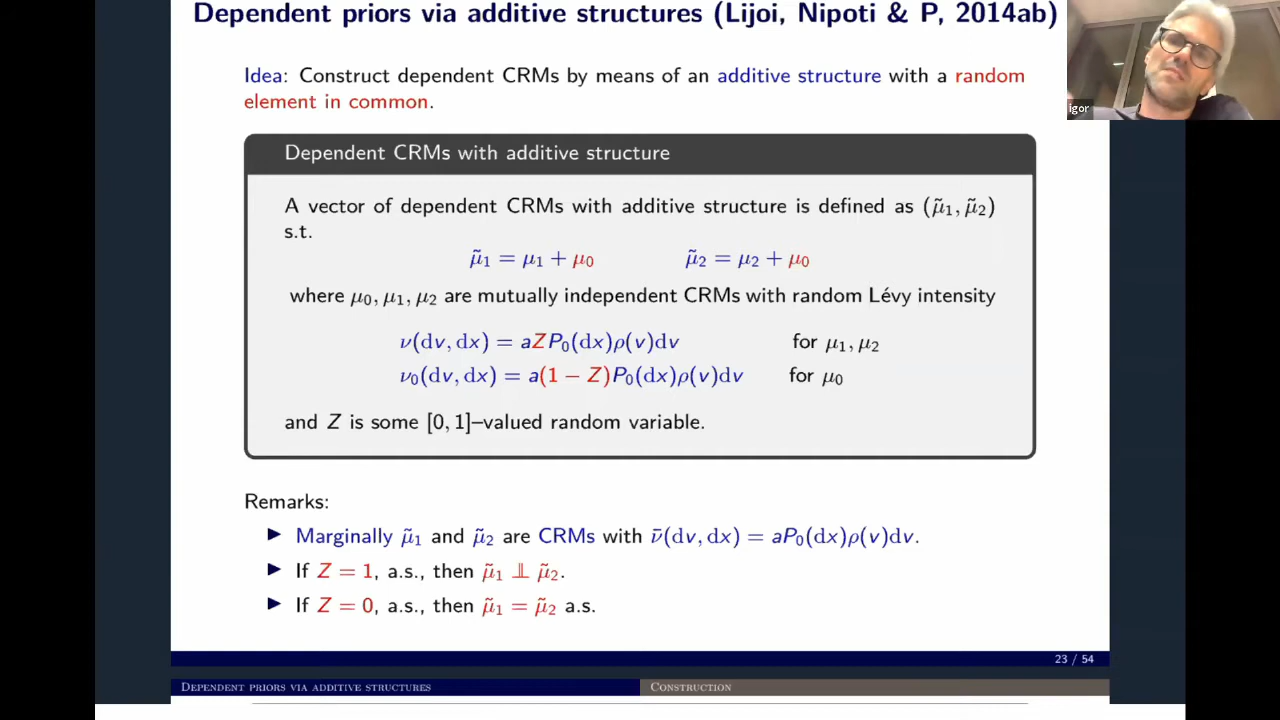 Dependent priors via additive structures (Lijoi, Nipoti & P, 2014ab)
igor
Idea: Construct dependent CRMs by means of an additive structure with a random
element in common.
Dependent CRMs with additive structure
A vector of dependent CRMs with additive structure is defined as (μ̃₁, μ̃₂)
s.t.
μ̃₁ = μ₁ + μ₀ μ̃₂ = μ₂ + μ₀
where μ₀, μ₁, μ₂ are mutually independent CRMs with random Lévy intensity
ν(dv, dx) = aZP₀(dx)ρ(v)dv for μ₁, μ₂
ν₀(dv, dx) = a(1 − Z)P₀(dx)ρ(v)dv for μ₀
and Z is some [0, 1]–valued random variable.
Remarks:
► Marginally μ̃₁ and μ̃₂ are CRMs with ν̄(dv, dx) = aP₀(dx)ρ(v)dv.
► If Z = 1, a.s., then μ̃₁ ⫫ μ̃₂.
► If Z = 0, a.s., then μ̃₁ = μ̃₂ a.s.
23 / 54
DEPENDENT PRIORS VIA ADDITIVE STRUCTURES CONSTRUCTION